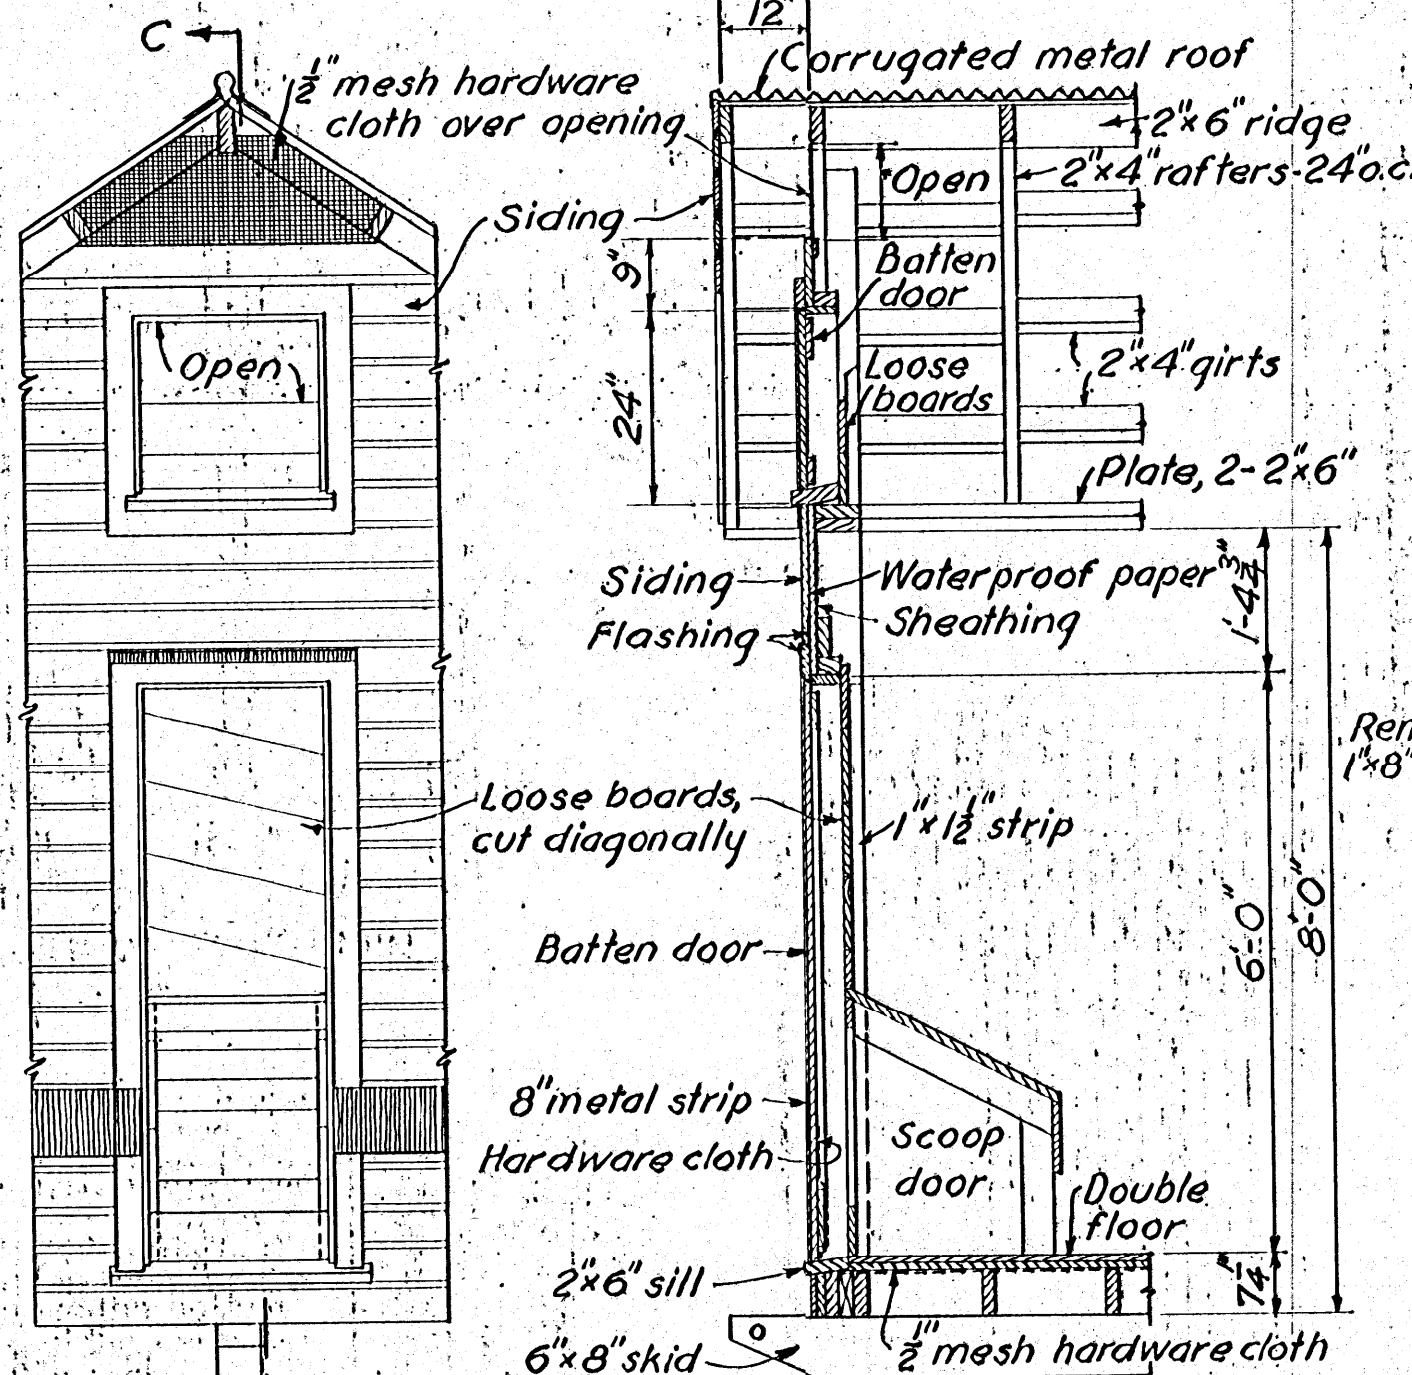 12"
C
Corrugated metal roof
1/2" mesh hardware
cloth over opening
2"x6" ridge
2"x4" rafters-24"o.c.
Open
Siding
Batten
door
9"
Open
Loose
boards
2"x4" girts
24"
Plate, 2-2"x6"
Siding
Waterproof paper
Sheathing
Flashing
1'-4 3/4"
Rem
1"x8"
Loose boards,
cut diagonally
1"x1 1/2" strip
Batten door
6'-0"
8'-0"
8" metal strip
Hardware cloth
Scoop
door
Double
floor
2"x6" sill
7 1/4"
6"x8" skid
1/2" mesh hardware cloth